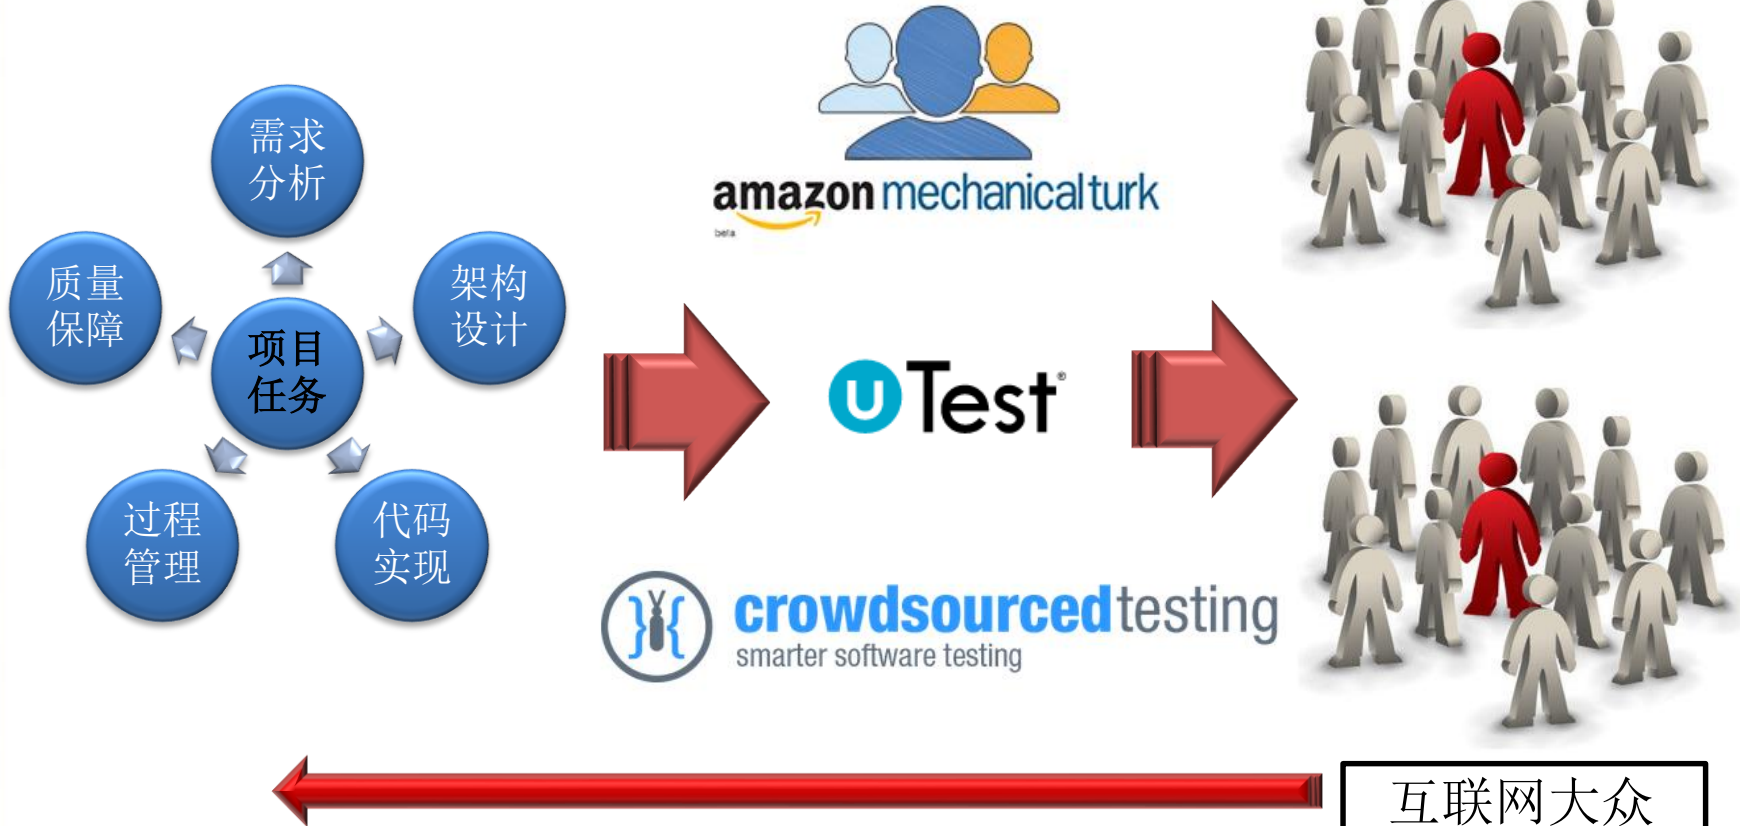 需求
分析
质量
保障
架构
设计
项目
任务
过程
管理
代码
实现
amazon mechanical turk
beta
uTest®
crowdsourcedtesting
smarter software testing
互联网大众